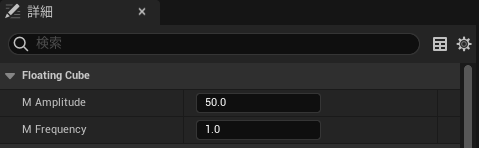 詳細
検索
Floating Cube
M Amplitude 50.0
M Frequency 1.0